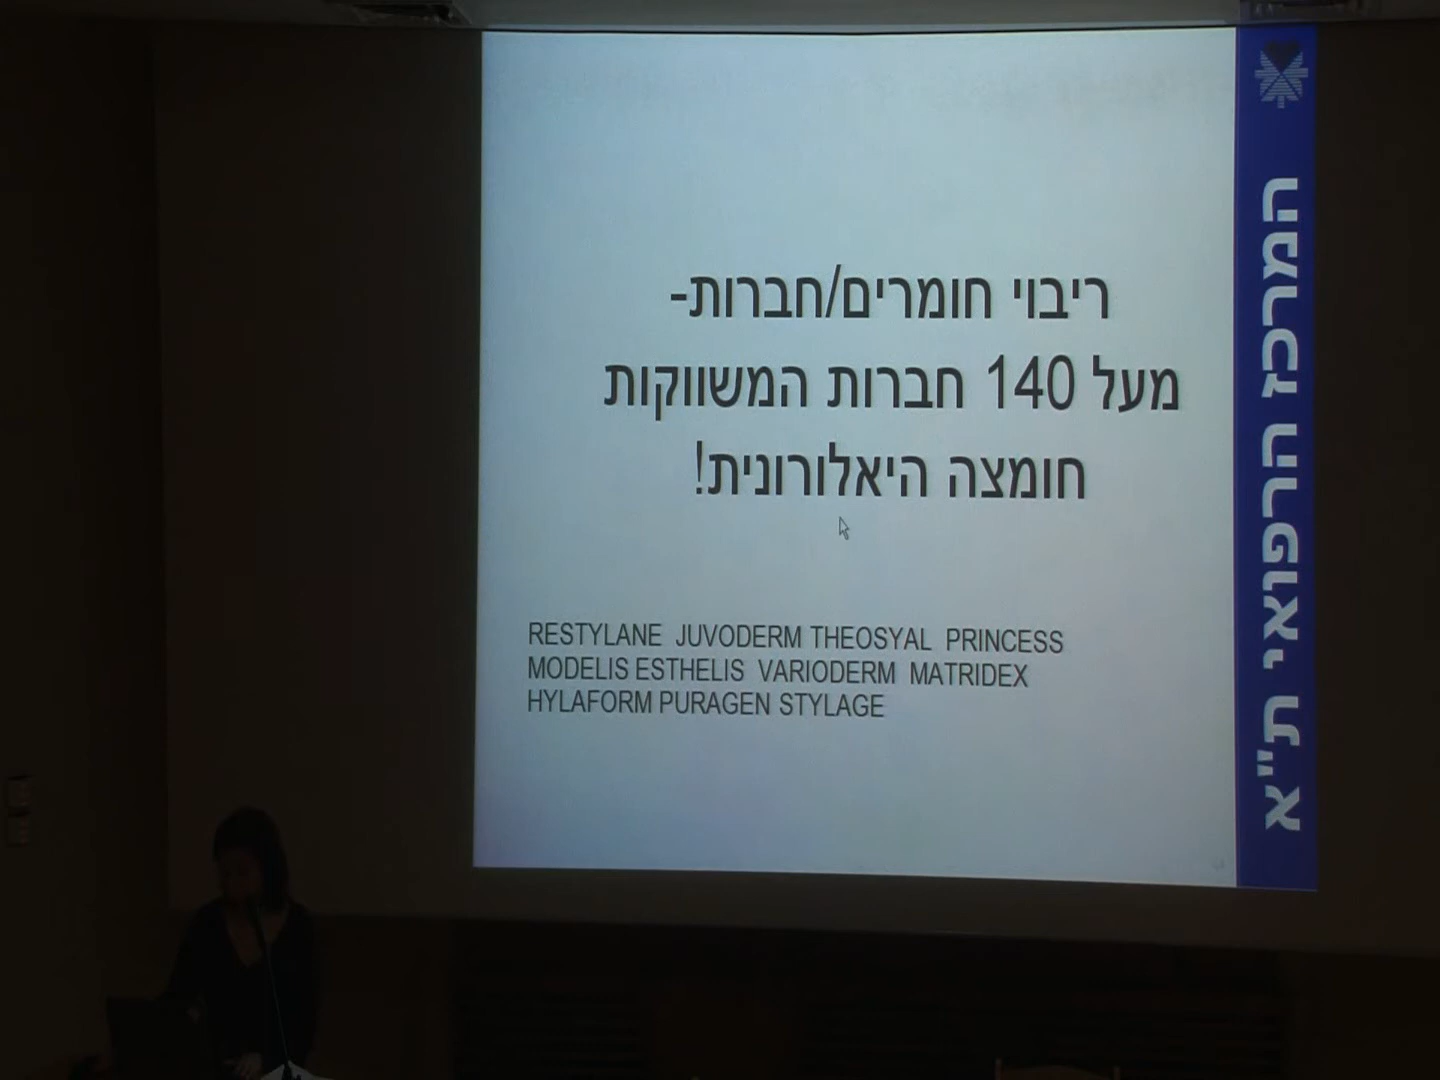 ריבוי חומרים/חברות-
מעל 140 חברות המשווקות
חומצה היאלורונית!
RESTYLANE JUVODERM THEOSYAL PRINCESS
MODELIS ESTHELIS VARIODERM MATRIDEX
HYLAFORM PURAGEN STYLAGE
המרכז הרפואי ת"א